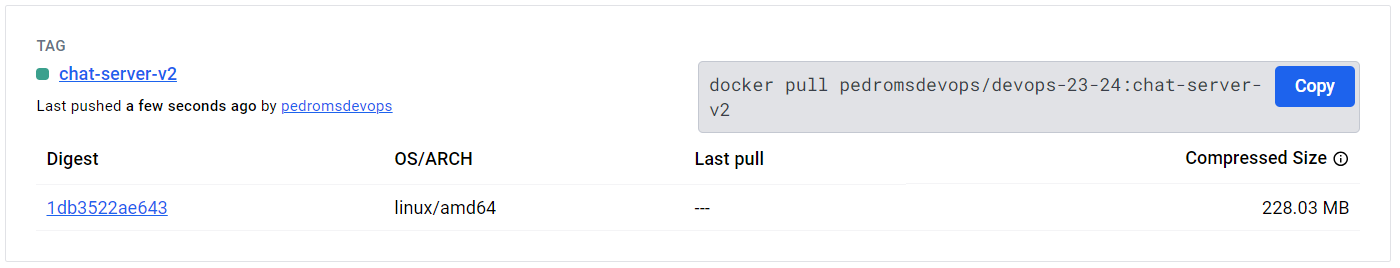 TAG
chat-server-v2
Last pushed a few seconds ago by pedromsdevops
docker pull pedromsdevops/devops-23-24:chat-server-
v2
Copy
Digest OS/ARCH Last pull Compressed Size
1db3522ae643 linux/amd64 --- 228.03 MB